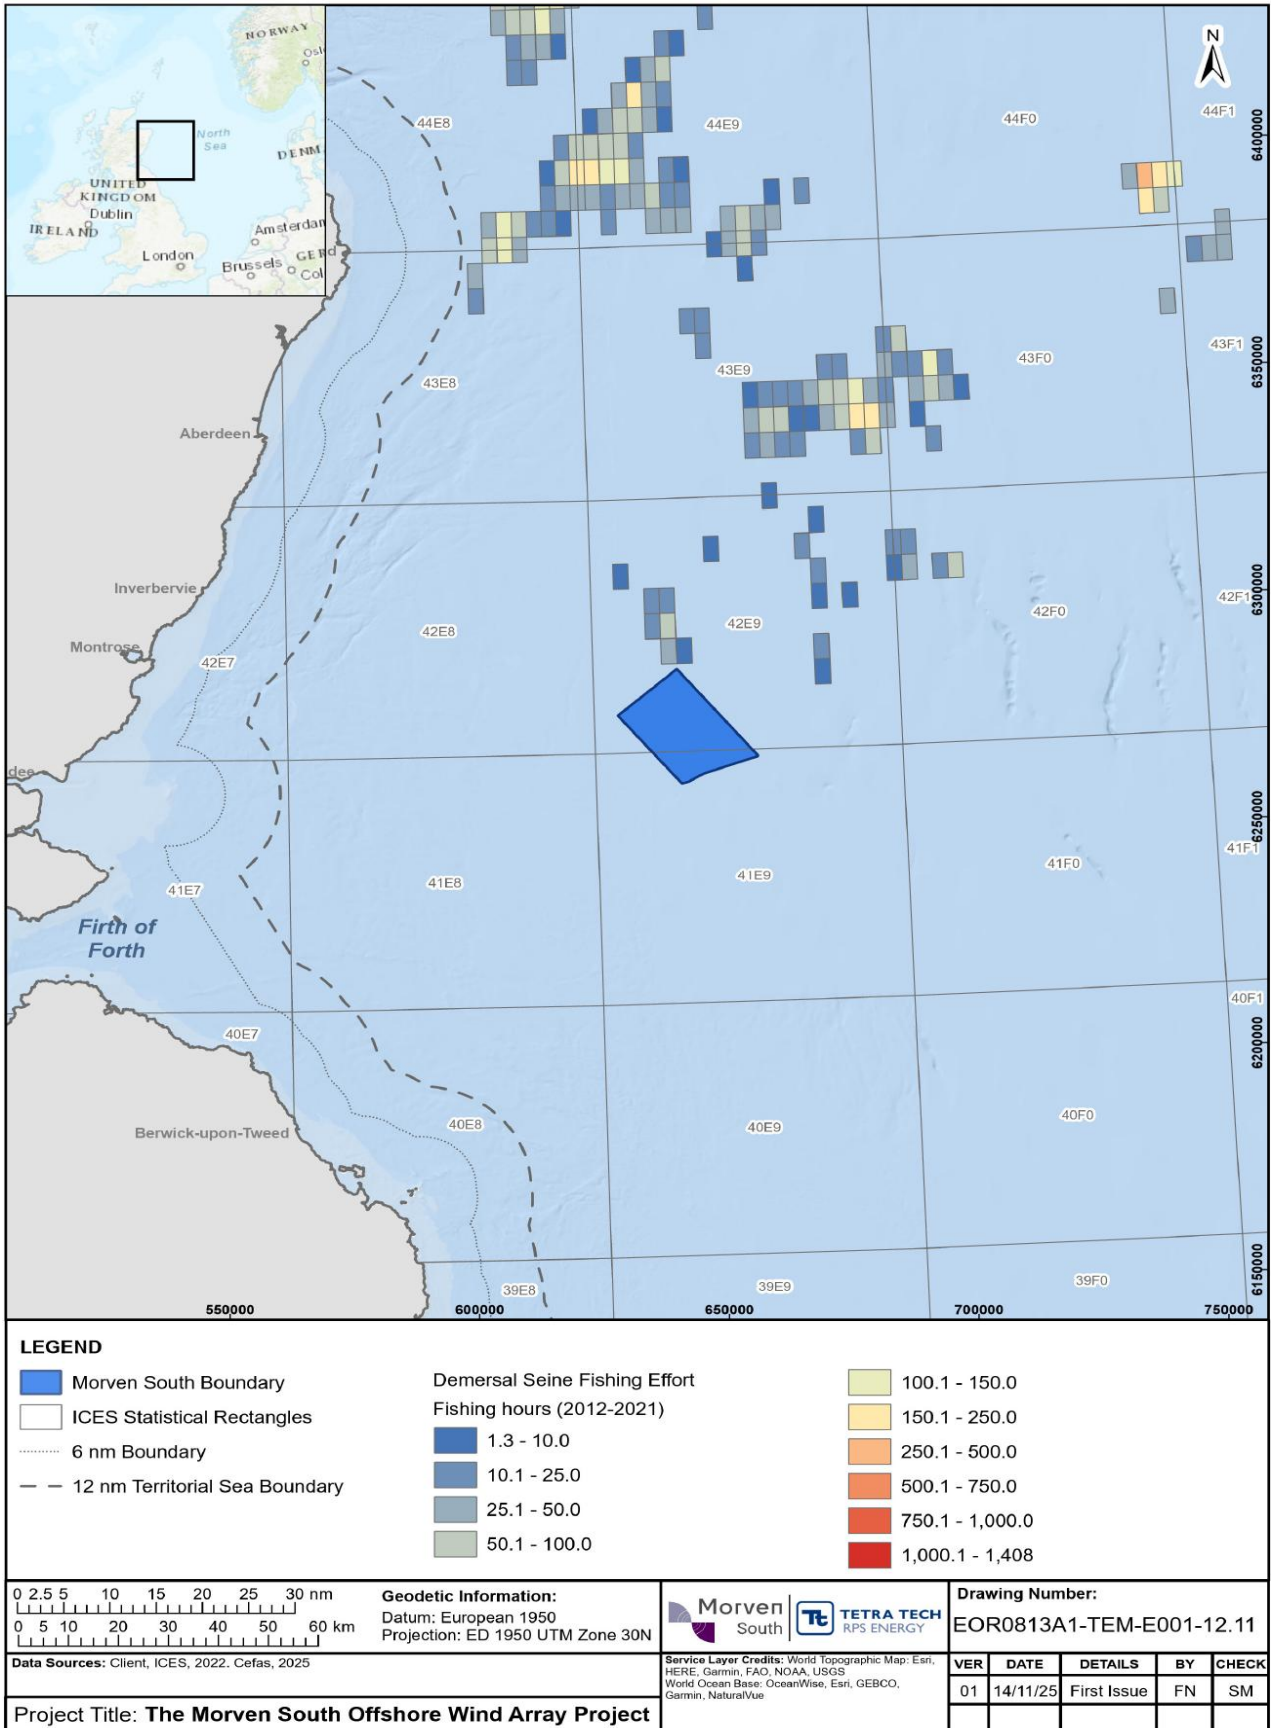 NORWAY
Osl
North
Sea
DENM
UNITED
KINGDOM
Dublin
IRELAND
Amsterdan
London
Brussels
GER
Col
N
44E8
44E9
44F0
44F1
6400000
43E8
43E9
43F0
43F1
6350000
Aberdeen
Inverbervie
42E8
42E9
42F0
42F1
6300000
Montrose
42E7
dee
6250000
41E7
41E8
41E9
41F0
41F1
Firth of
Forth
40F1
40E7
6200000
40E8
40E9
40F0
Berwick-upon-Tweed
39E8
39E9
39F0
6150000
550000
600000
650000
700000
750000
LEGEND
Morven South Boundary
ICES Statistical Rectangles
6 nm Boundary
12 nm Territorial Sea Boundary
Demersal Seine Fishing Effort
Fishing hours (2012-2021)
1.3 - 10.0
10.1 - 25.0
25.1 - 50.0
50.1 - 100.0
100.1 - 150.0
150.1 - 250.0
250.1 - 500.0
500.1 - 750.0
750.1 - 1,000.0
1,000.1 - 1,408
0 2.5 5 10 15 20 25 30 nm
0 5 10 20 30 40 50 60 km
Geodetic Information:
Datum: European 1950
Projection: ED 1950 UTM Zone 30N
Morven
South
Tt
TETRA TECH
RPS ENERGY
Drawing Number:
EOR0813A1-TEM-E001-12.11
Data Sources: Client, ICES, 2022. Cefas, 2025
Service Layer Credits: World Topographic Map: Esri,
HERE, Garmin, FAO, NOAA, USGS
World Ocean Base: OceanWise, Esri, GEBCO,
Garmin, NaturalVue
VER DATE DETAILS BY CHECK
01 14/11/25 First Issue FN SM
Project Title: The Morven South Offshore Wind Array Project